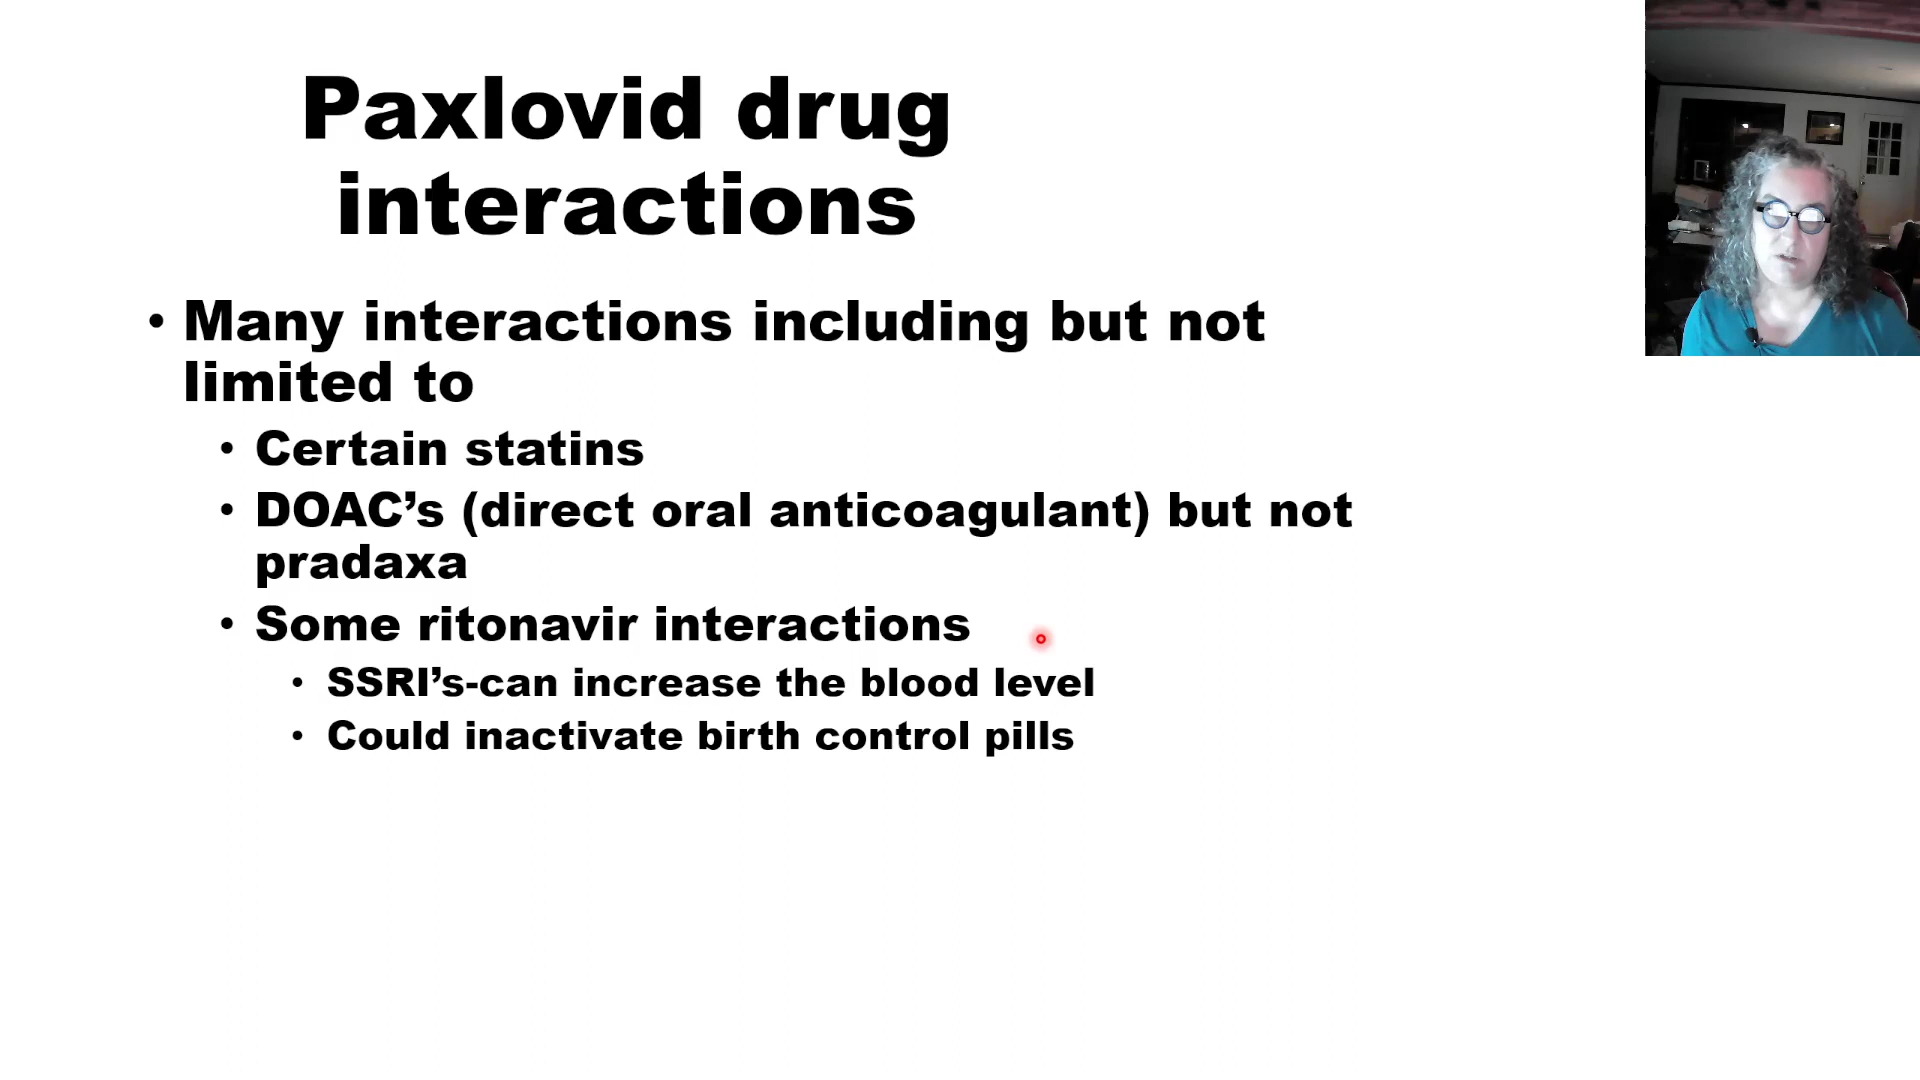 Paxlovid drug
interactions
• Many interactions including but not
limited to
• Certain statins
• DOAC’s (direct oral anticoagulant) but not
pradaxa
• Some ritonavir interactions
• SSRI’s-can increase the blood level
• Could inactivate birth control pills